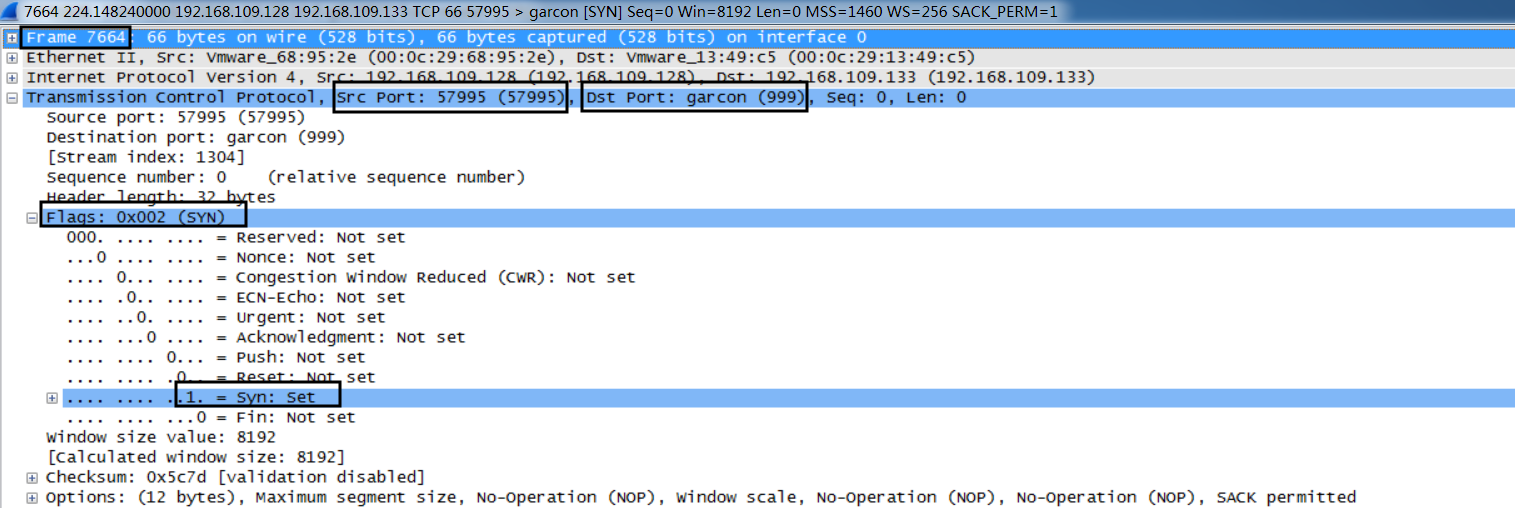 7664 224.148240000 192.168.109.128 192.168.109.133 TCP 66 57995 > garcon [SYN] Seq=0 Win=8192 Len=0 MSS=1460 WS=256 SACK_PERM=1
Frame 7664: 66 bytes on wire (528 bits), 66 bytes captured (528 bits) on interface 0
Ethernet II, Src: Vmware_68:95:2e (00:0c:29:68:95:2e), Dst: Vmware_13:49:c5 (00:0c:29:13:49:c5)
Internet Protocol Version 4, Src: 192.168.109.128 (192.168.109.128), Dst: 192.168.109.133 (192.168.109.133)
Transmission Control Protocol, Src Port: 57995 (57995), Dst Port: garcon (999), Seq: 0, Len: 0
Source port: 57995 (57995)
Destination port: garcon (999)
[Stream index: 1304]
Sequence number: 0    (relative sequence number)
Header length: 32 bytes
Flags: 0x002 (SYN)
000. .... .... = Reserved: Not set
...0 .... .... = Nonce: Not set
.... 0... .... = Congestion Window Reduced (CWR): Not set
.... .0.. .... = ECN-Echo: Not set
.... ..0. .... = Urgent: Not set
.... ...0 .... = Acknowledgment: Not set
.... .... 0... = Push: Not set
.... .... .0.. = Reset: Not set
.... .... ..1. = Syn: Set
.... .... ...0 = Fin: Not set
Window size value: 8192
[Calculated window size: 8192]
Checksum: 0x5c7d [validation disabled]
Options: (12 bytes), Maximum segment size, No-Operation (NOP), Window scale, No-Operation (NOP), No-Operation (NOP), SACK permitted